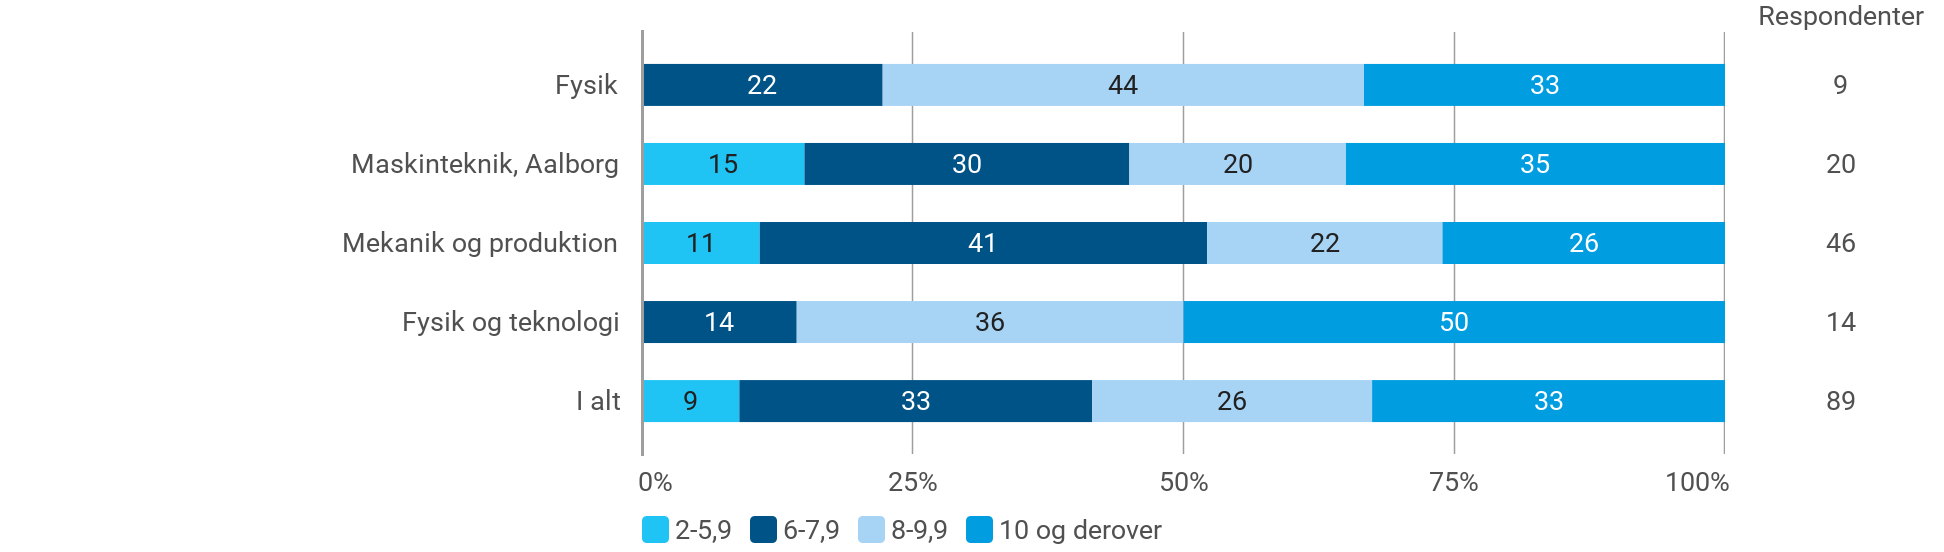 Respondenter
Fysik 22 44 33 9
Maskinteknik, Aalborg 15 30 20 35 20
Mekanik og produktion 11 41 22 26 46
Fysik og teknologi 14 36 50 14
I alt 9 33 26 33 89
0% 25% 50% 75% 100%
2-5,9 6-7,9 8-9,9 10 og derover